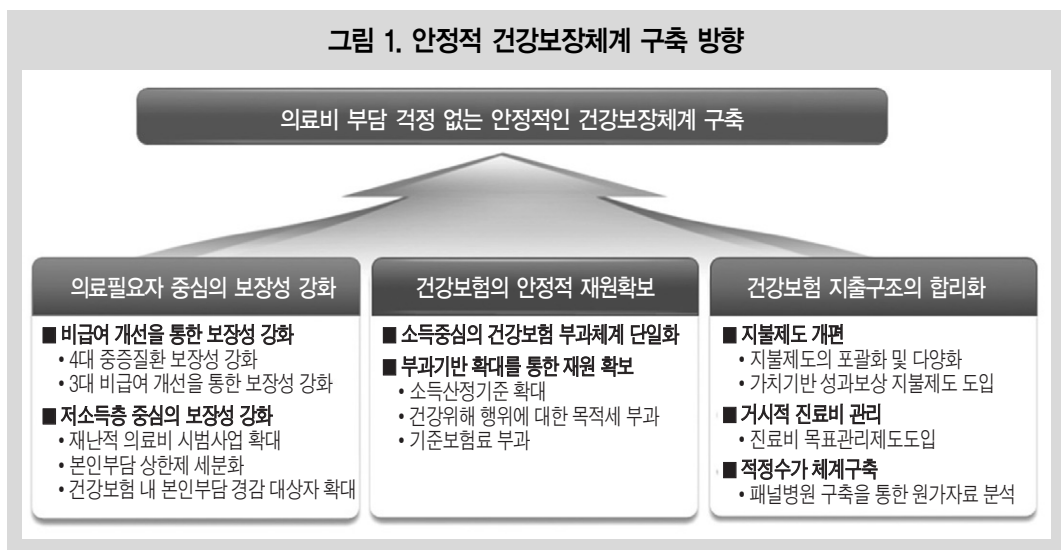 그림 1. 안정적 건강보장체계 구축 방향
의료비 부담 걱정 없는 안정적인 건강보장체계 구축
의료필요자 중심의 보장성 강화
■ 비급여 개선을 통한 보장성 강화
• 4대 중증질환 보장성 강화
• 3대 비급여 개선을 통한 보장성 강화
■ 저소득층 중심의 보장성 강화
• 재난적 의료비 시범사업 확대
• 본인부담 상한제 세분화
• 건강보험 내 본인부담 경감 대상자 확대
건강보험의 안정적 재원확보
■ 소득중심의 건강보험 부과체계 단일화
■ 부과기반 확대를 통한 재원 확보
• 소득산정기준 확대
• 건강위해 행위에 대한 목적세 부과
• 기준보험료 부과
건강보험 지출구조의 합리화
■ 지불제도 개편
• 지불제도의 포괄화 및 다양화
• 가치기반 성과보상 지불제도 도입
■ 거시적 진료비 관리
• 진료비 목표관리제도도입
■ 적정수가 체계구축
• 패널병원 구축을 통한 원가자료 분석